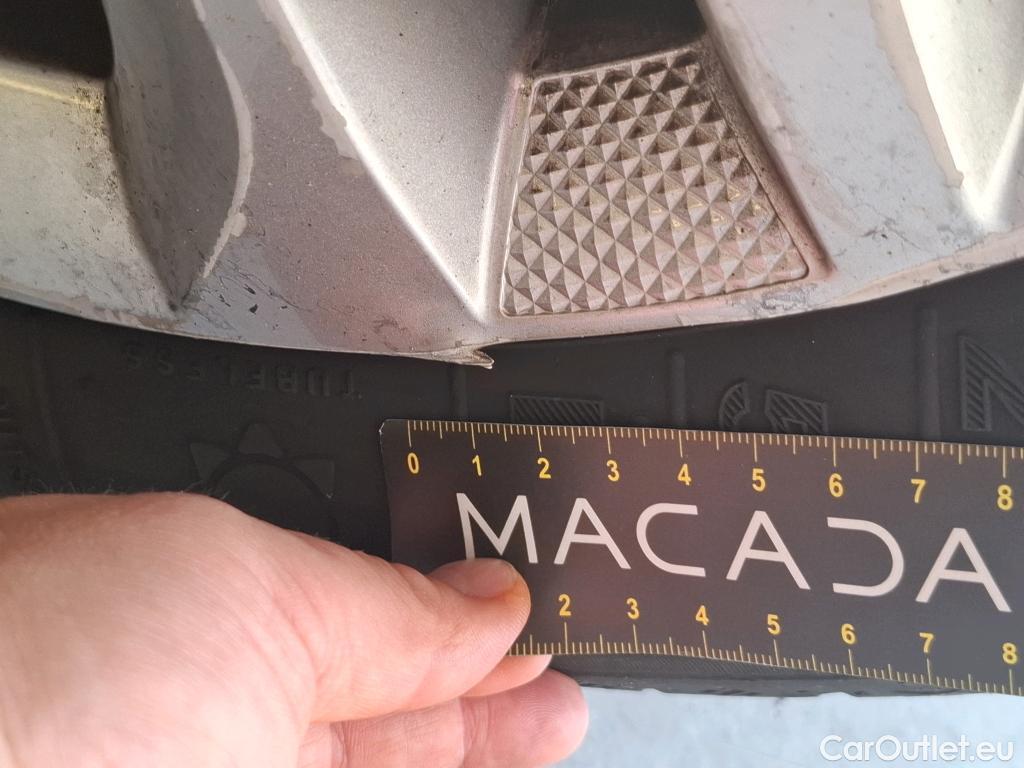 TUBELESS
0 1 2 3 4 5 6 7 8
MACADA
2 3 4 5 6 7 8
CarOutlet.eu